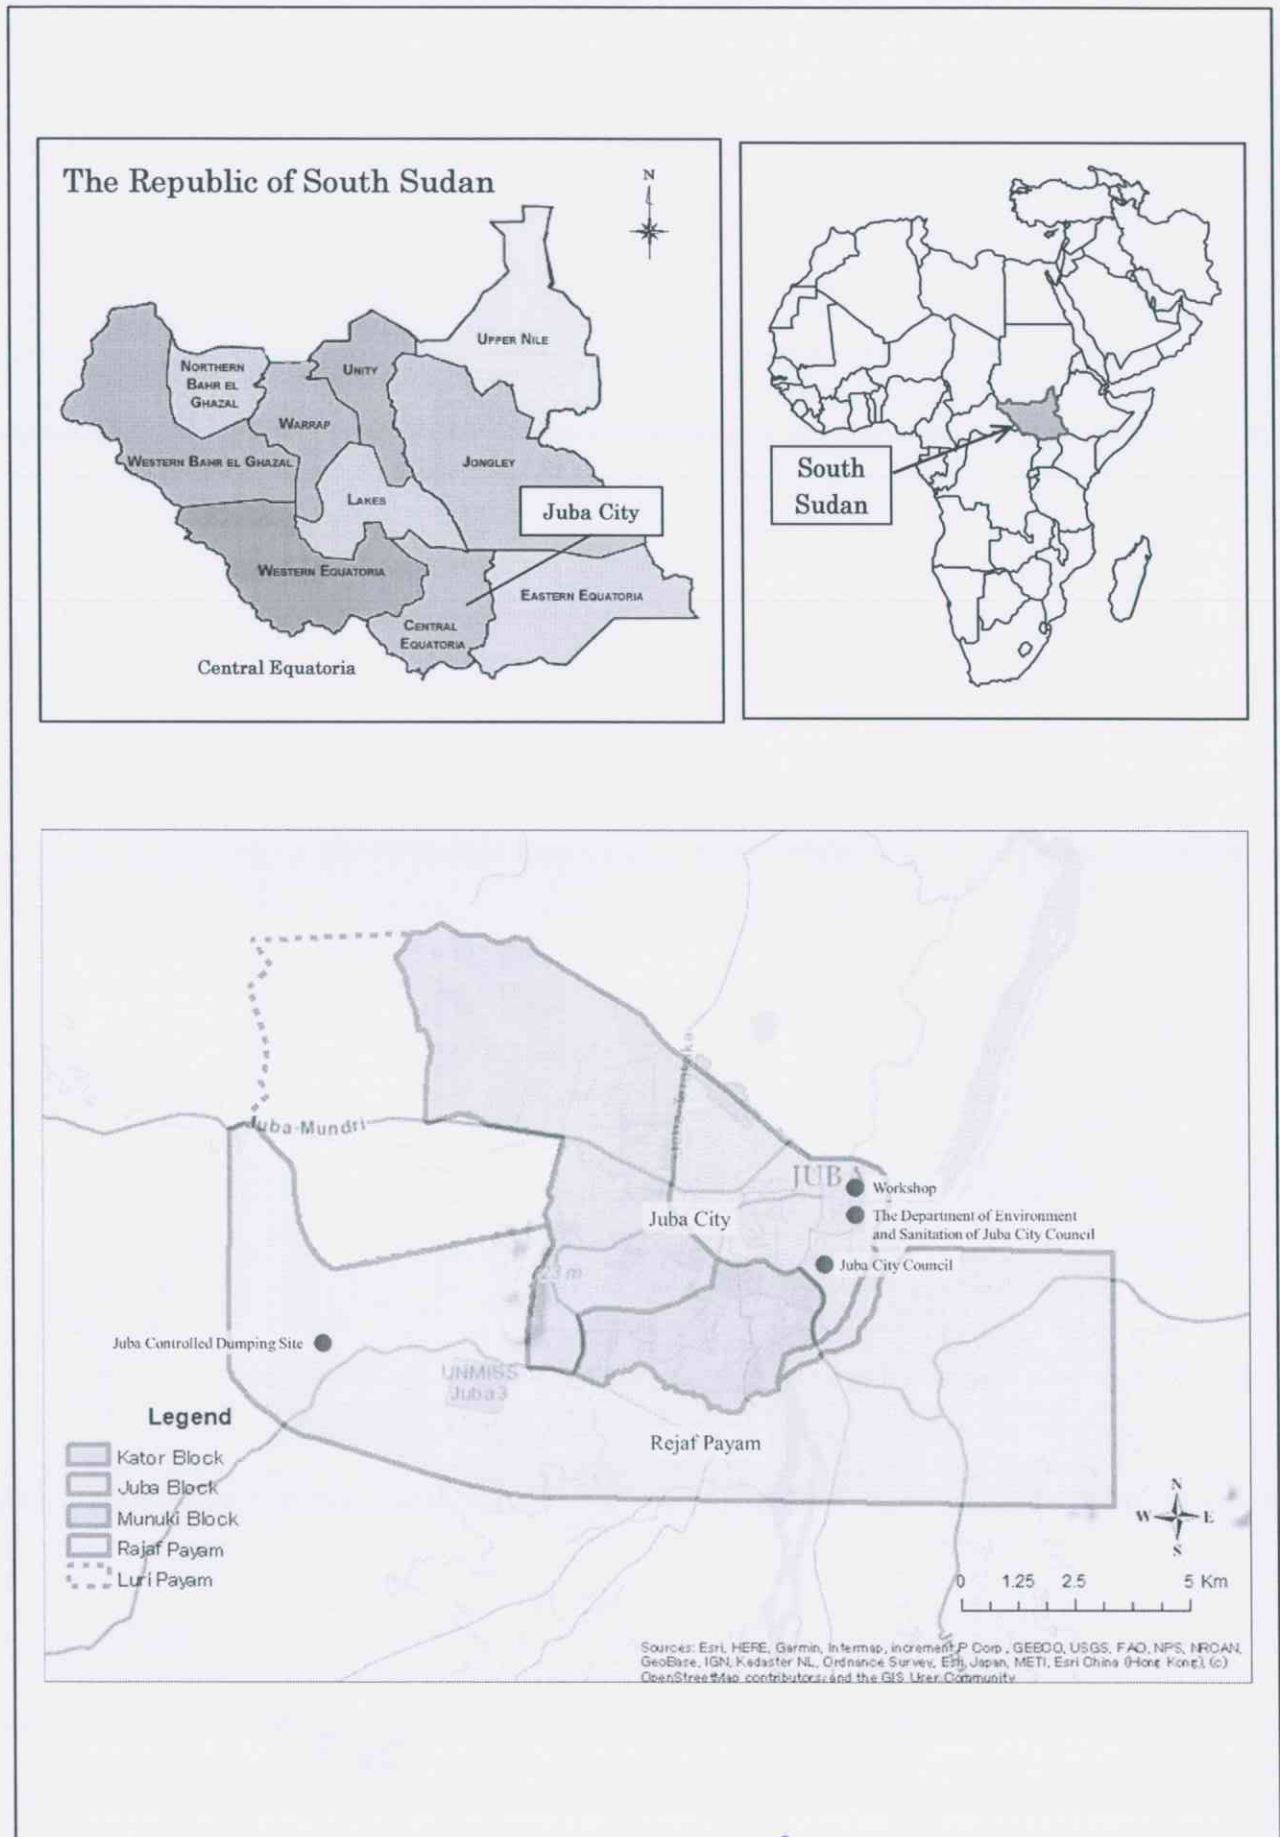 The Republic of South Sudan
N
UPPER NILE
NORTHERN
BAHR EL
GHAZAL
UNITY
WARRAP
WESTERN BAHR EL GHAZAL
JONGLEY
LAKES
Juba City
WESTERN EQUATORIA
EASTERN EQUATORIA
CENTRAL
EQUATORIA
Central Equatoria
South
Sudan
Juba-Mundri
JUBA
Workshop
Juba City
The Department of Environment
and Sanitation of Juba City Council
Juba City Council
23 m
Juba Controlled Dumping Site
UNMISS
Juba3
Legend
Kator Block
Juba Block
Munuki Block
Rajaf Payam
Luri Payam
Rejaf Payam
N
W E
S
0 1.25 2.5 5 Km
Sources: Esri, HERE, Garmin, Intermap, increment P Corp., GEBCO, USGS, FAO, NPS, NRCAN,
GeoBase, IGN, Kadaster NL, Ordnance Survey, Esri Japan, METI, Esri China (Hong Kong), (c)
OpenStreetMap contributors, and the GIS User Community